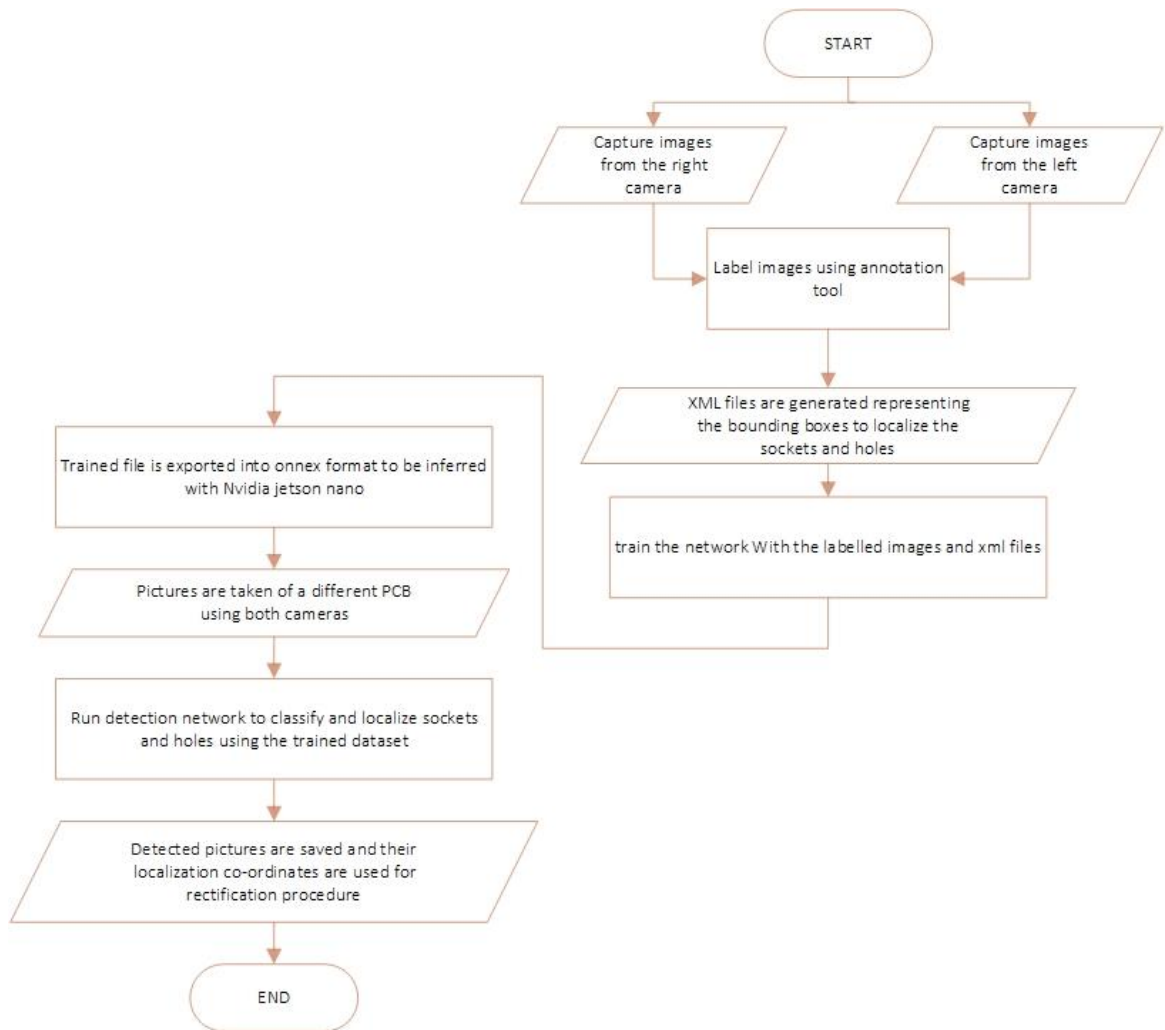 START
Capture images
from the right
camera
Capture images
from the left
camera
Label images using annotation
tool
XML files are generated representing
the bounding boxes to localize the
sockets and holes
train the network With the labelled images and xml files
Trained file is exported into onnex format to be inferred
with Nvidia jetson nano
Pictures are taken of a different PCB
using both cameras
Run detection network to classify and localize sockets
and holes using the trained dataset
Detected pictures are saved and their
localization co-ordinates are used for
rectification procedure
END